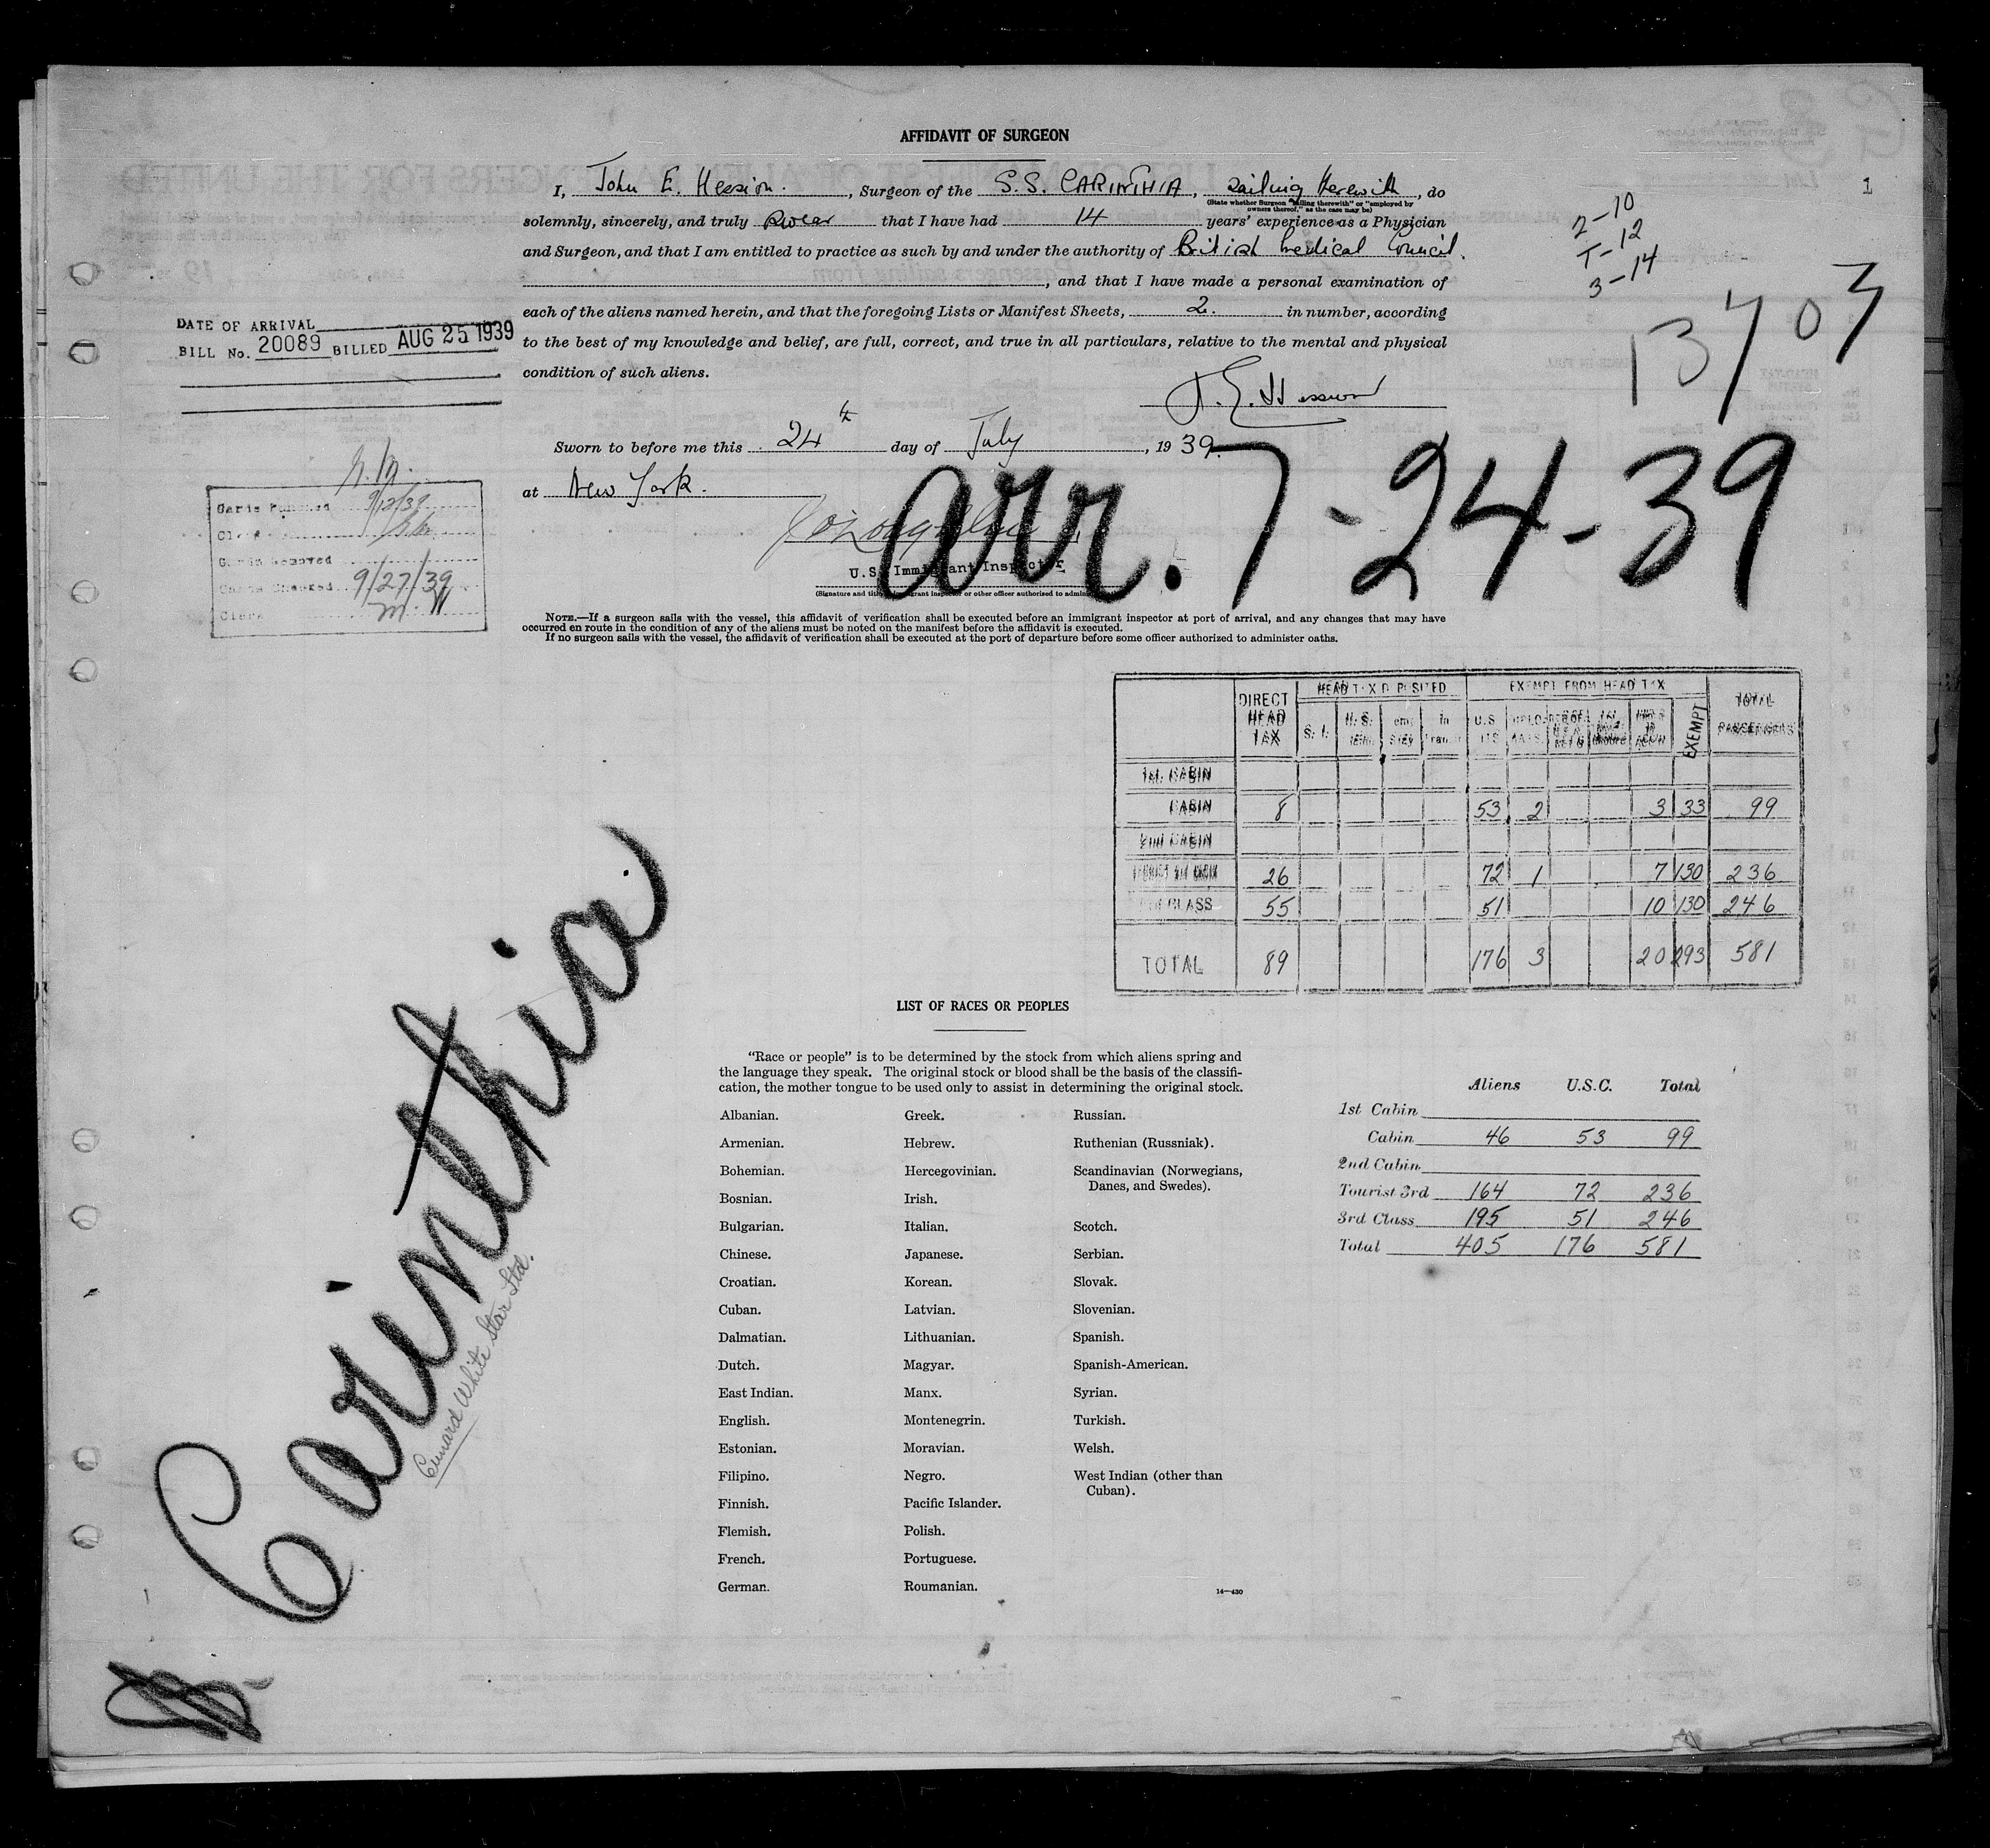 AFFIDAVIT OF SURGEON
1
I, John E. Hession., Surgeon of the S.S. CARINTHIA, sailing therewith, do
(State whether Surgeon "sailing therewith" or "employed by
owners thereof," as the case may be)
solemnly, sincerely, and truly swear that I have had 14 years' experience as a Physician
and Surgeon, and that I am entitled to practice as such by and under the authority of British Medical Council.
, and that I have made a personal examination of
each of the aliens named herein, and that the foregoing Lists or Manifest Sheets, 2. in number, according
to the best of my knowledge and belief, are full, correct, and true in all particulars, relative to the mental and physical
condition of such aliens.
J. E. Hession
2-10
T-12
3-14
13707
DATE OF ARRIVAL
BILL No. 20089 BILLED AUG 25 1939
Sworn to before me this 24th day of July, 1939.
at New York.
arr. 7-24-39
U.S. Immigrant Inspector
(Signature and title of immigrant inspector or other officer authorized to
9/12/39
9/27/39
Clerk
NOTE.—If a surgeon sails with the vessel, this affidavit of verification shall be executed before an immigrant inspector at port of arrival, and any changes that may have
occurred en route in the condition of any of the aliens must be noted on the manifest before the affidavit is executed.
If no surgeon sails with the vessel, the affidavit of verification shall be executed at the port of departure before some officer authorized to administer oaths.
DIRECT HEAD TAX
HEAD TAX DEPOSITED
EXEMPT FROM HEAD TAX
TOTAL PASSENGERS
S. I.
U.S.
EXEMPT
1st. CABIN
CABIN 8 53 2 3 33 99
2nd CABIN
26 72 1 7 130 236
CLASS 55 51 10 130 246
TOTAL 89 176 3 20 293 581
Carinthia
Cunard White Star Ltd.
LIST OF RACES OR PEOPLES
"Race or people" is to be determined by the stock from which aliens spring and
the language they speak. The original stock or blood shall be the basis of the classifi-
cation, the mother tongue to be used only to assist in determining the original stock.
Albanian.
Armenian.
Bohemian.
Bosnian.
Bulgarian.
Chinese.
Croatian.
Cuban.
Dalmatian.
Dutch.
East Indian.
English.
Estonian.
Filipino.
Finnish.
Flemish.
French.
German.
Greek.
Hebrew.
Hercegovinian.
Irish.
Italian.
Japanese.
Korean.
Latvian.
Lithuanian.
Magyar.
Manx.
Montenegrin.
Moravian.
Negro.
Pacific Islander.
Polish.
Portuguese.
Roumanian.
Russian.
Ruthenian (Russniak).
Scandinavian (Norwegians,
Danes, and Swedes).
Scotch.
Serbian.
Slovak.
Slovenian.
Spanish.
Spanish-American.
Syrian.
Turkish.
Welsh.
West Indian (other than
Cuban).
14—430
Aliens U.S.C. Total
1st Cabin
Cabin 46 53 99
2nd Cabin
Tourist 3rd 164 72 236
3rd Class 195 51 246
Total 405 176 581